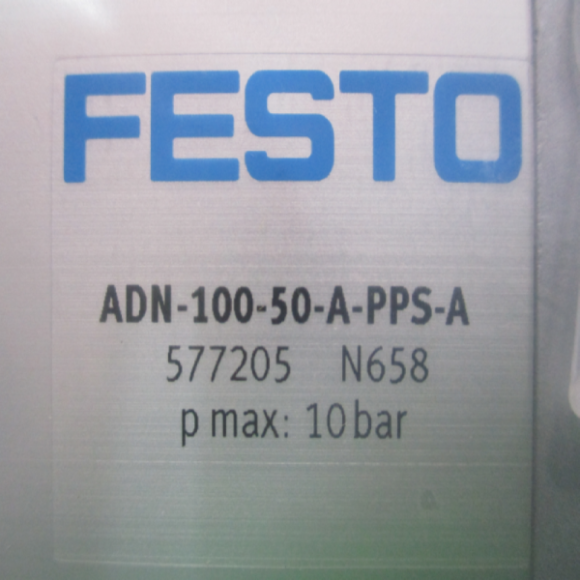 FESTO
ADN-100-50-A-PPS-A
577205 N658
p max: 10 bar